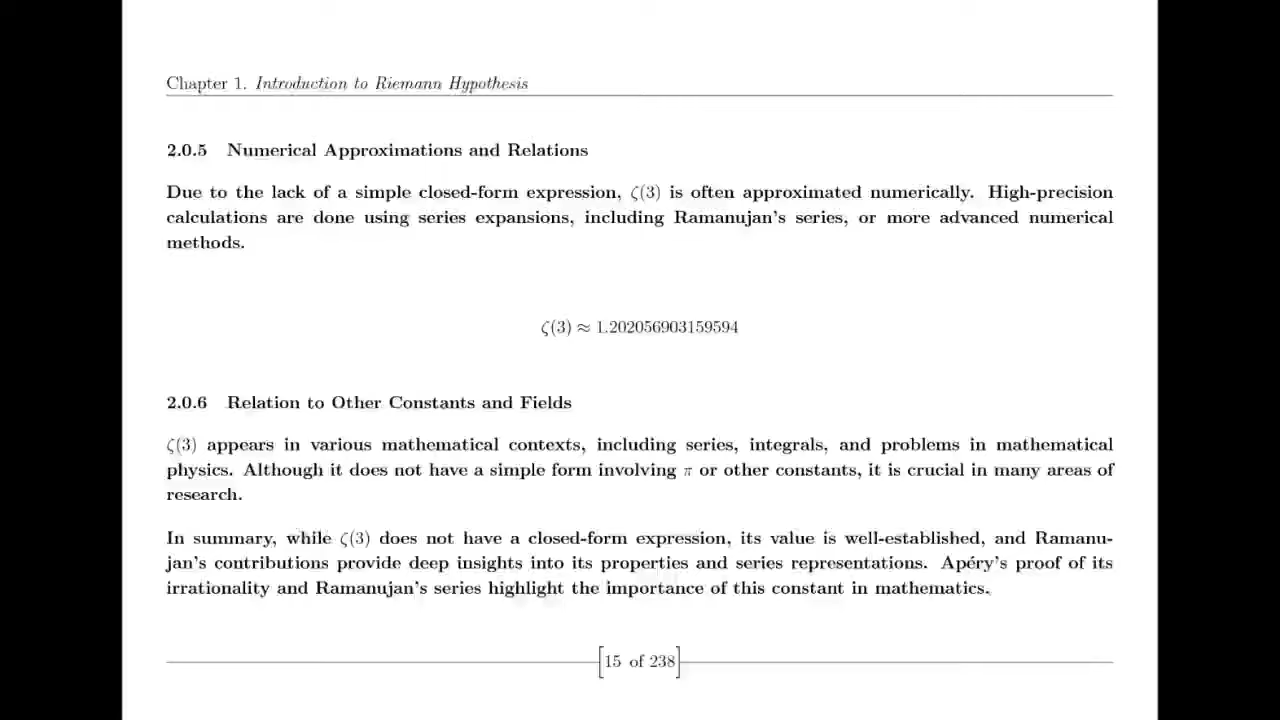 Chapter 1. Introduction to Riemann Hypothesis
2.0.5 Numerical Approximations and Relations
Due to the lack of a simple closed-form expression, ζ(3) is often approximated numerically. High-precision
calculations are done using series expansions, including Ramanujan's series, or more advanced numerical
methods.
ζ(3) ≈ 1.202056903159594
2.0.6 Relation to Other Constants and Fields
ζ(3) appears in various mathematical contexts, including series, integrals, and problems in mathematical
physics. Although it does not have a simple form involving π or other constants, it is crucial in many areas of
research.
In summary, while ζ(3) does not have a closed-form expression, its value is well-established, and Ramanu-
jan's contributions provide deep insights into its properties and series representations. Apéry's proof of its
irrationality and Ramanujan's series highlight the importance of this constant in mathematics.
[15 of 238]